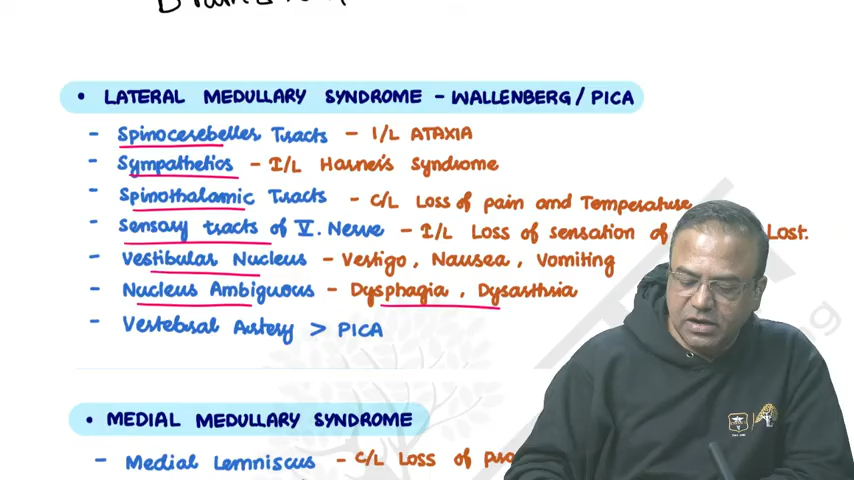 • LATERAL MEDULLARY SYNDROME - WALLENBERG / PICA
- Spinocerebeller Tracts - I/L ATAXIA
- Sympathetics - I/L Horner's Syndrome
- Spinothalamic Tracts - C/L Loss of pain and Temperature
- Sensory tracts of V. Nerve - I/L Loss of sensation of Lost.
- Vestibular Nucleus - Vertigo, Nausea, Vomiting
- Nucleus Ambiguous - Dysphagia, Dysarthria
- Vertebral Artery > PICA
• MEDIAL MEDULLARY SYNDROME
- Medial Lemniscus - C/L Loss of